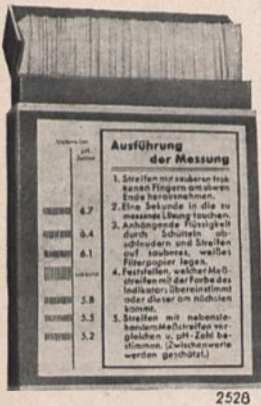 pH
6.7
6.4
6.1
5.8
5.5
5.2
Ausführung
der Messung
1. Streifen mit sauberen trok-
kenen Fingern am obern
Ende herausnehmen.
2. Eine Sekunde in die zu
messende Lösung tauchen.
3. Anhängende Flüssigkeit
durch Schütteln ab-
schleudern und Streifen
auf sauberes, weißes
Filterpapier legen.
4. Feststellen, welcher Meß-
streifen mit der Farbe des
Indikators übereinstimmt
oder dieser am nächsten
kommt.
5. Streifen mit nebenste-
hendem Meßstreifen ver-
gleichen u. pH-Zahl be-
stimmen. (Zwischenwerte
werden geschätzt.)
2528